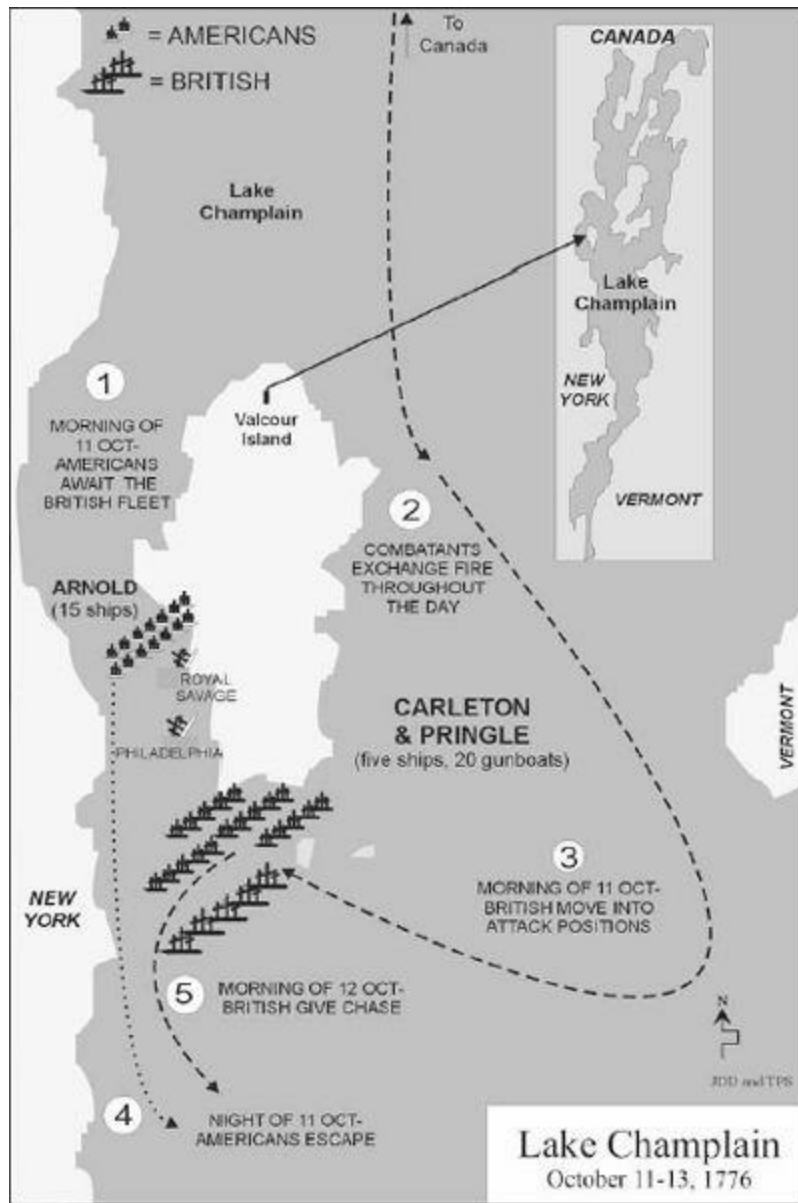 = AMERICANS
= BRITISH
To
Canada
CANADA
Lake
Champlain
Lake
Champlain
NEW
YORK
VERMONT
1
MORNING OF
11 OCT-
AMERICANS
AWAIT THE
BRITISH FLEET
Valcour
Island
2
COMBATANTS
EXCHANGE FIRE
THROUGHOUT
THE DAY
ARNOLD
(15 ships)
ROYAL
SAVAGE
PHILADELPHIA
CARLETON
& PRINGLE
(five ships, 20 gunboats)
VERMONT
3
MORNING OF 11 OCT-
BRITISH MOVE INTO
ATTACK POSITIONS
NEW
YORK
5
MORNING OF 12 OCT-
BRITISH GIVE CHASE
N
JDD and TPS
4
NIGHT OF 11 OCT-
AMERICANS ESCAPE
Lake Champlain
October 11-13, 1776